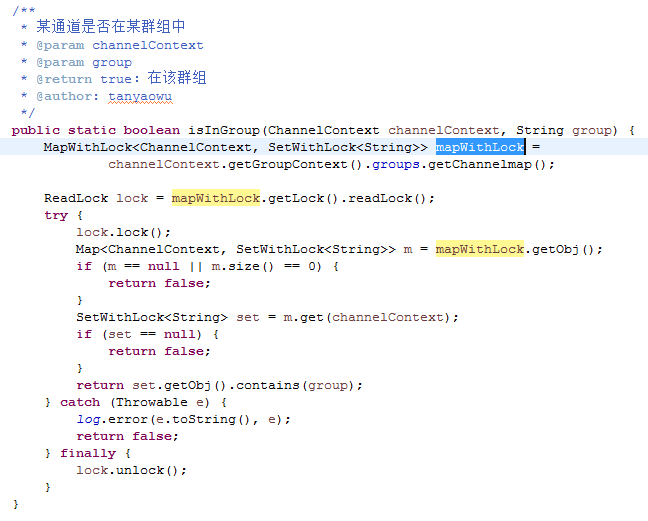 /**
 * 某通道是否在某群组中
 * @param channelContext
 * @param group
 * @return true：在该群组
 * @author: tanyaowu
 */
public static boolean isInGroup(ChannelContext channelContext, String group) {
    MapWithLock<ChannelContext, SetWithLock<String>> mapWithLock =
            channelContext.getGroupContext().groups.getChannelmap();

    ReadLock lock = mapWithLock.getLock().readLock();
    try {
        lock.lock();
        Map<ChannelContext, SetWithLock<String>> m = mapWithLock.getObj();
        if (m == null || m.size() == 0) {
            return false;
        }
        SetWithLock<String> set = m.get(channelContext);
        if (set == null) {
            return false;
        }
        return set.getObj().contains(group);
    } catch (Throwable e) {
        log.error(e.toString(), e);
        return false;
    } finally {
        lock.unlock();
    }
}